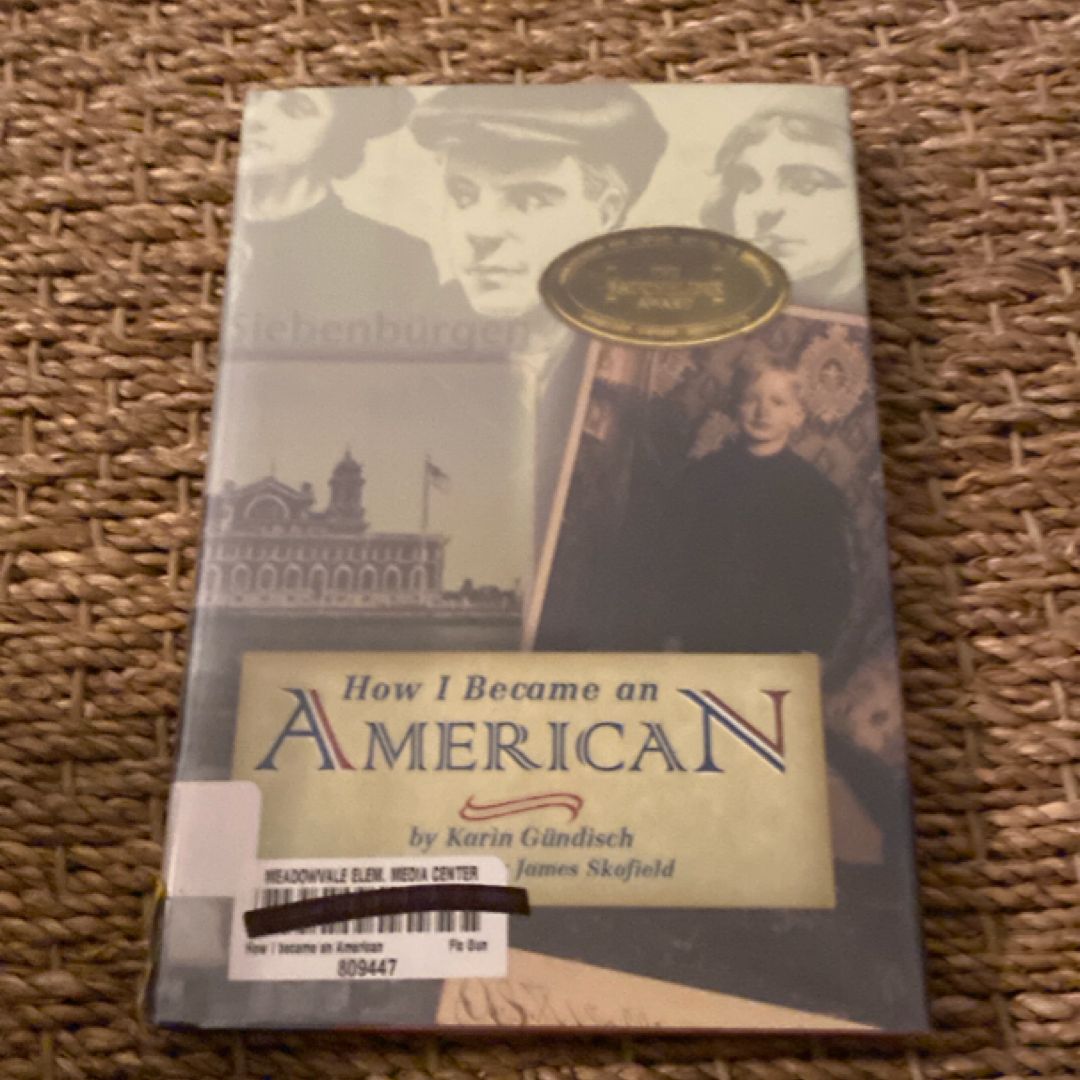 Siebenbürgen
AWARD
How I Became an
AMERICAN
by Karin Gündisch
James Skofield
MEADOWVALE ELEM. MEDIA CENTER
How I became an American Fic Gun
809447